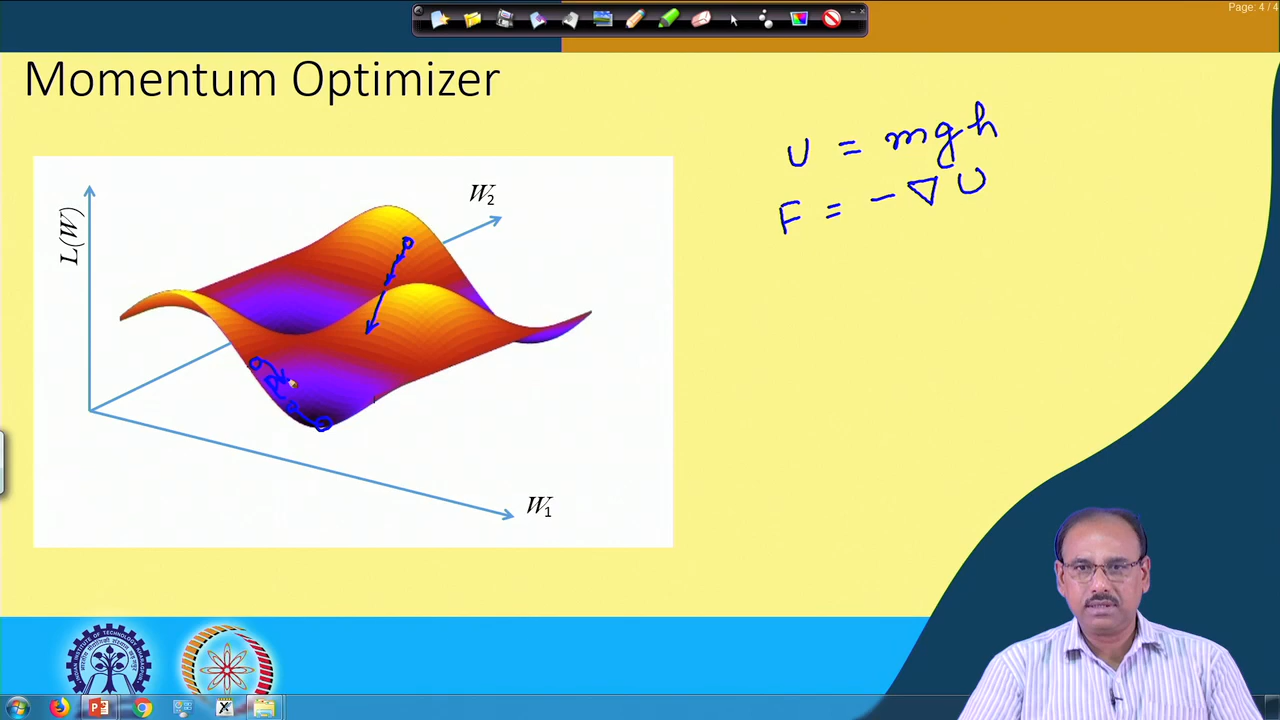 Page: 4 / 4
Momentum Optimizer
U = mgh
F = - ∇ U
L(W)
W2
W1